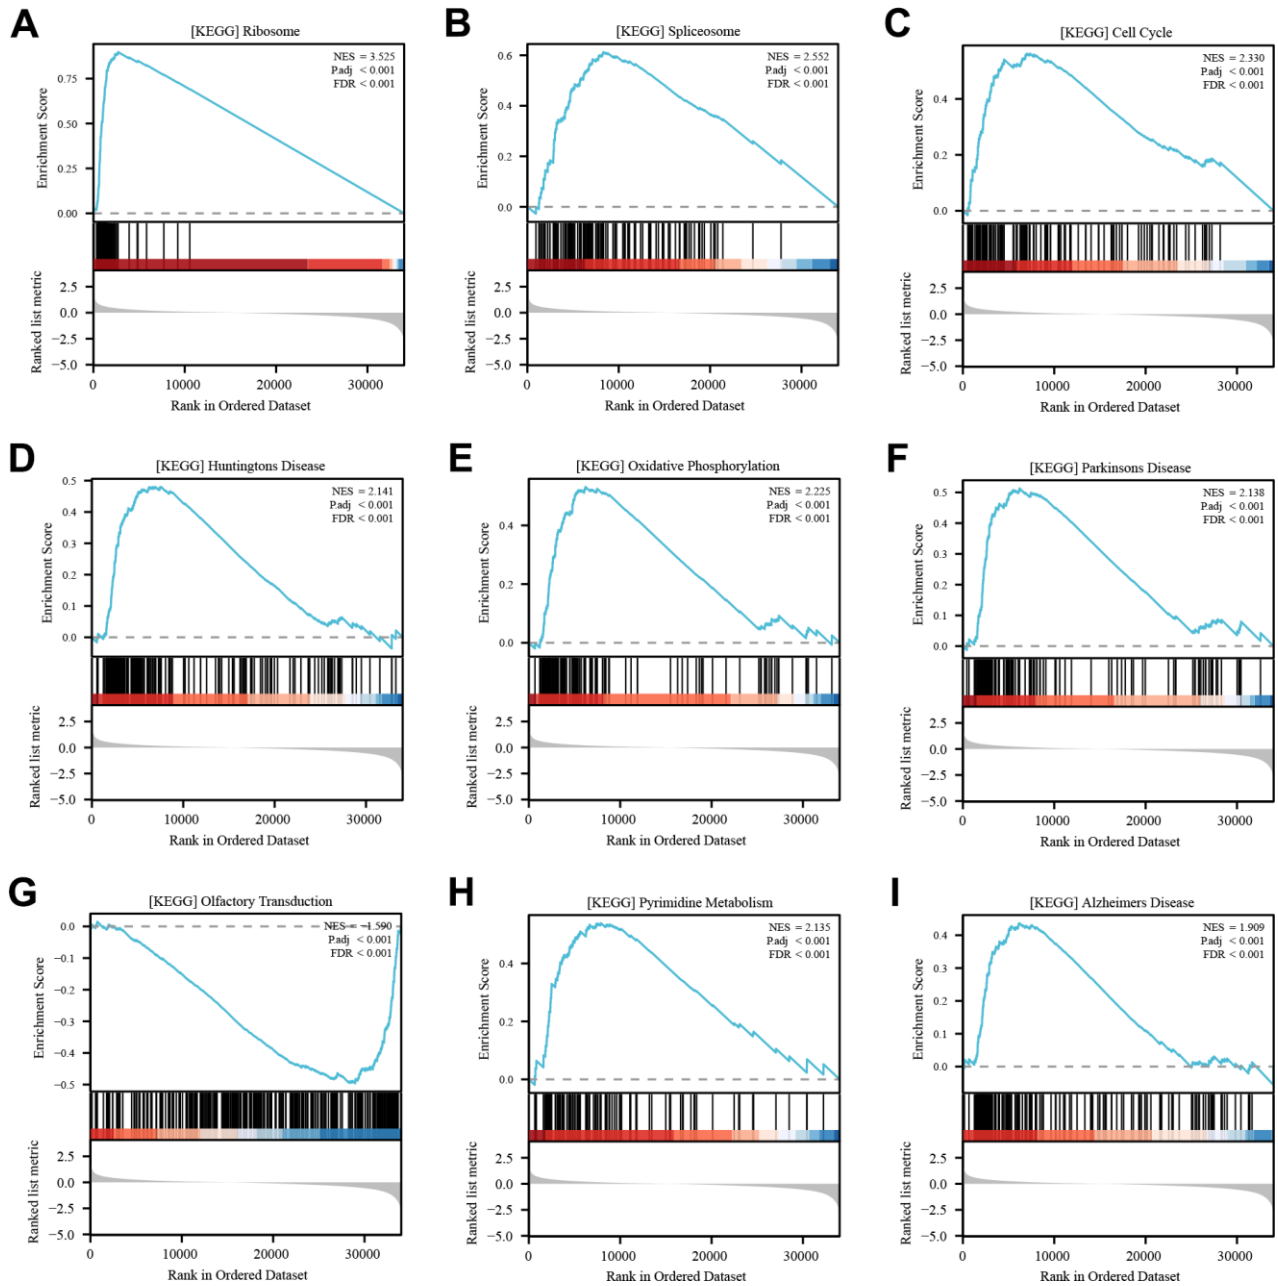 A
[KEGG] Ribosome
NES = 3.525
P.adj < 0.001
FDR < 0.001
Enrichment Score
0.75
0.50
0.25
0.00
Ranked list metric
2.5
0.0
−2.5
−5.0
0 10000 20000 30000
Rank in Ordered Dataset
B
[KEGG] Spliceosome
NES = 2.552
P.adj < 0.001
FDR < 0.001
Enrichment Score
0.6
0.4
0.2
0.0
Ranked list metric
2.5
0.0
−2.5
−5.0
0 10000 20000 30000
Rank in Ordered Dataset
C
[KEGG] Cell Cycle
NES = 2.330
P.adj < 0.001
FDR < 0.001
Enrichment Score
0.4
0.2
0.0
Ranked list metric
2.5
0.0
−2.5
−5.0
0 10000 20000 30000
Rank in Ordered Dataset
D
[KEGG] Huntingtons Disease
NES = 2.141
P.adj < 0.001
FDR < 0.001
Enrichment Score
0.5
0.4
0.3
0.2
0.1
0.0
Ranked list metric
2.5
0.0
−2.5
−5.0
0 10000 20000 30000
Rank in Ordered Dataset
E
[KEGG] Oxidative Phosphorylation
NES = 2.225
P.adj < 0.001
FDR < 0.001
Enrichment Score
0.4
0.2
0.0
Ranked list metric
2.5
0.0
−2.5
−5.0
0 10000 20000 30000
Rank in Ordered Dataset
F
[KEGG] Parkinsons Disease
NES = 2.138
P.adj < 0.001
FDR < 0.001
Enrichment Score
0.5
0.4
0.3
0.2
0.1
0.0
Ranked list metric
2.5
0.0
−2.5
−5.0
0 10000 20000 30000
Rank in Ordered Dataset
G
[KEGG] Olfactory Transduction
NES = −1.590
P.adj < 0.001
FDR < 0.001
Enrichment Score
0.0
−0.1
−0.2
−0.3
−0.4
−0.5
Ranked list metric
2.5
0.0
−2.5
−5.0
0 10000 20000 30000
Rank in Ordered Dataset
H
[KEGG] Pyrimidine Metabolism
NES = 2.135
P.adj < 0.001
FDR < 0.001
Enrichment Score
0.4
0.2
0.0
Ranked list metric
2.5
0.0
−2.5
−5.0
0 10000 20000 30000
Rank in Ordered Dataset
I
[KEGG] Alzheimers Disease
NES = 1.909
P.adj < 0.001
FDR < 0.001
Enrichment Score
0.4
0.3
0.2
0.1
0.0
Ranked list metric
2.5
0.0
−2.5
−5.0
0 10000 20000 30000
Rank in Ordered Dataset